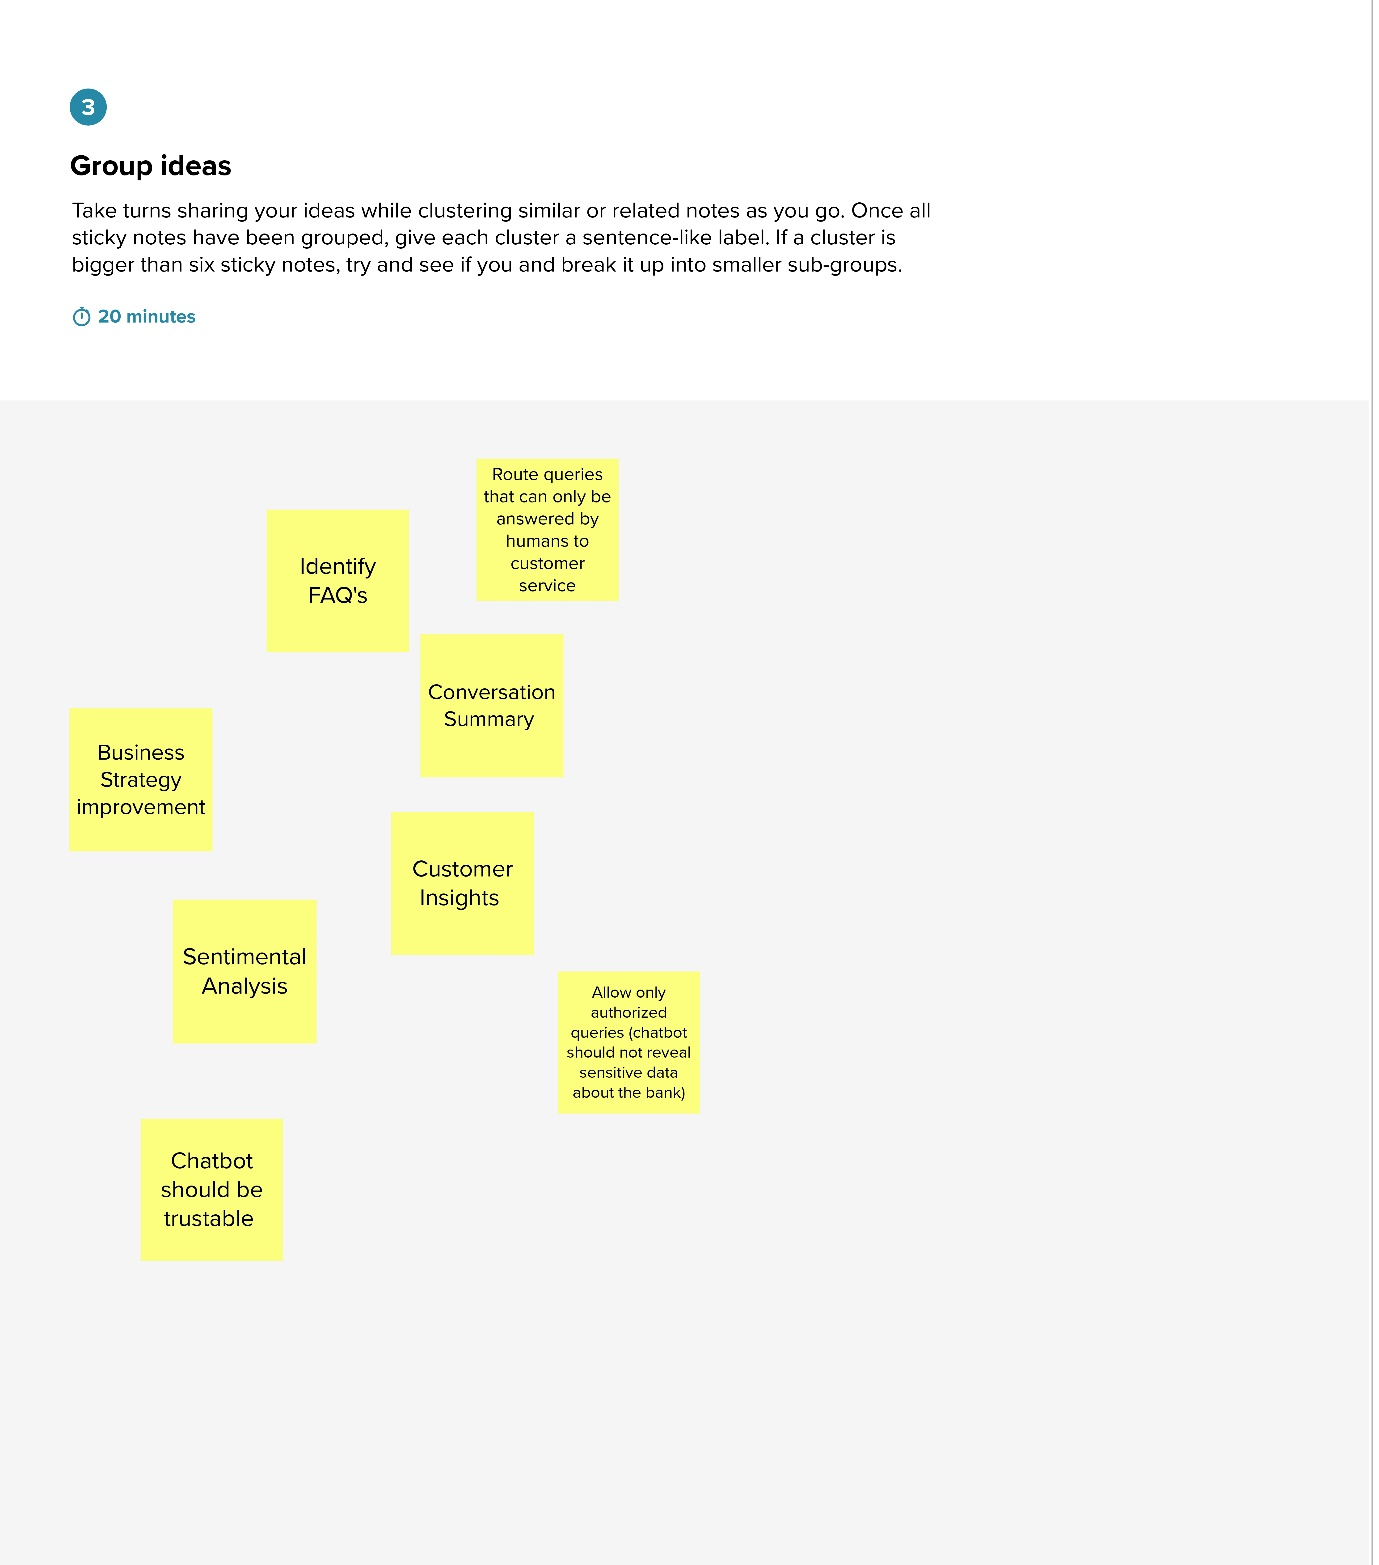 3
Group ideas
Take turns sharing your ideas while clustering similar or related notes as you go. Once all
sticky notes have been grouped, give each cluster a sentence-like label. If a cluster is
bigger than six sticky notes, try and see if you and break it up into smaller sub-groups.
20 minutes
Route queries
that can only be
answered by
humans to
customer
service
Identify
FAQ's
Conversation
Summary
Business
Strategy
improvement
Customer
Insights
Sentimental
Analysis
Allow only
authorized
queries (chatbot
should not reveal
sensitive data
about the bank)
Chatbot
should be
trustable